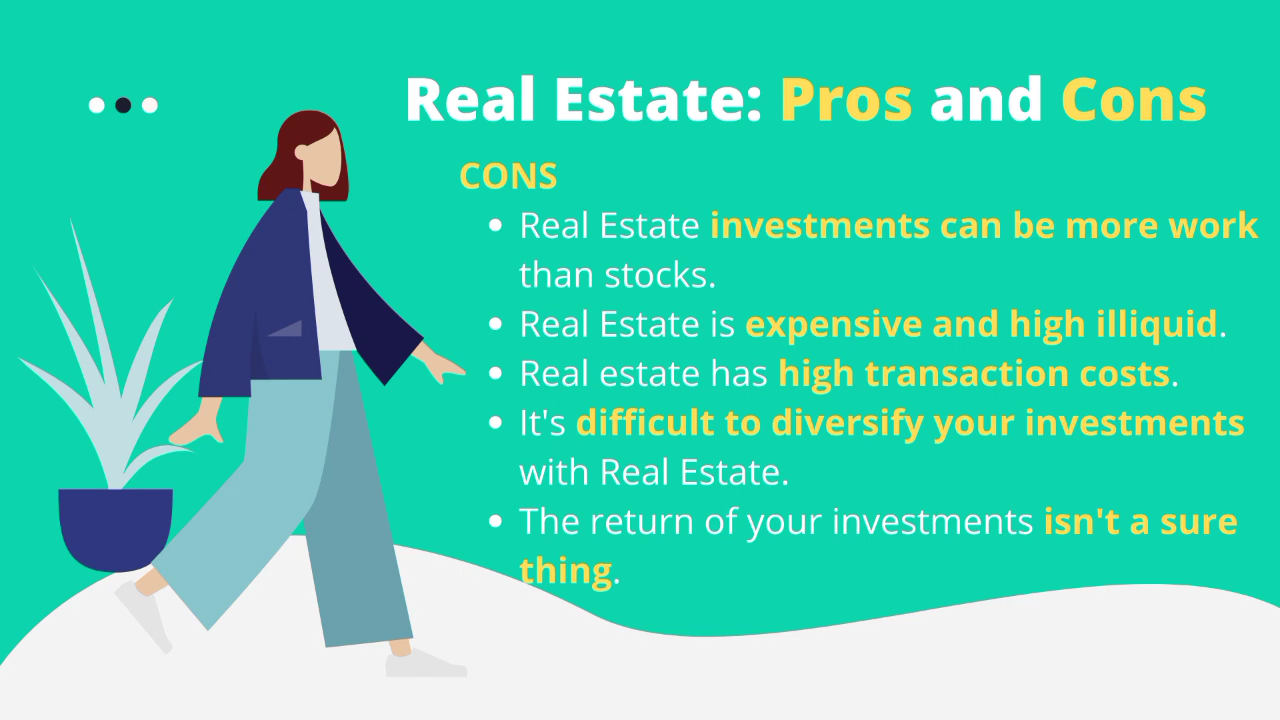 Real Estate: Pros and Cons
CONS
• Real Estate investments can be more work
than stocks.
• Real Estate is expensive and high illiquid.
• Real estate has high transaction costs.
• It's difficult to diversify your investments
with Real Estate.
• The return of your investments isn't a sure
thing.